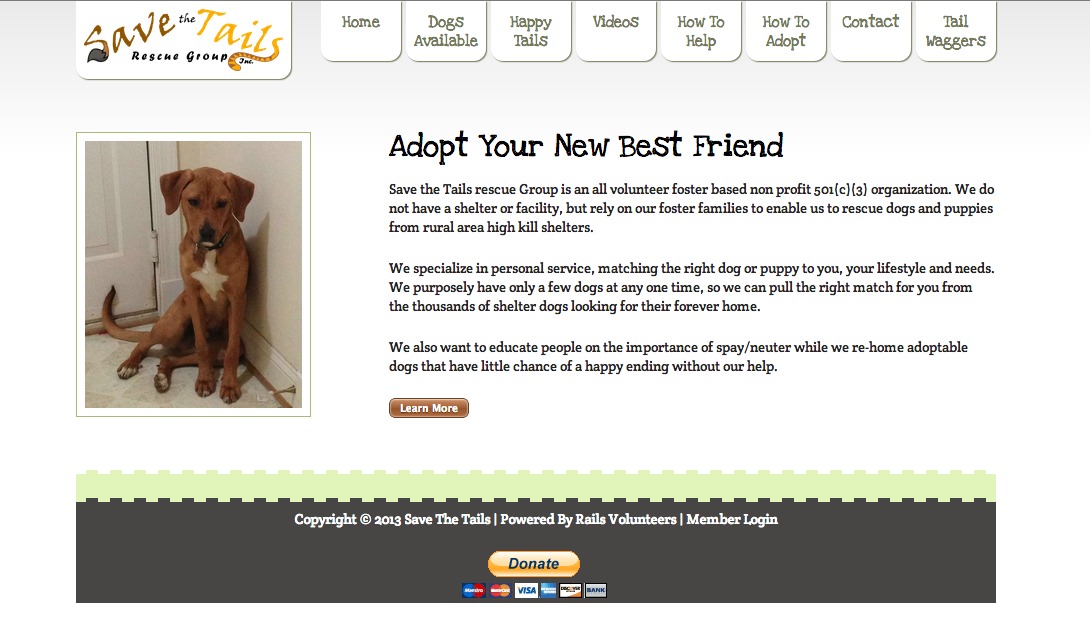 Save the Tails
Rescue Group Inc.
Home
Dogs
Available
Happy
Tails
Videos
How To
Help
How To
Adopt
Contact
Tail
Waggers
Adopt Your New Best Friend
Save the Tails rescue Group is an all volunteer foster based non profit 501(c)(3) organization. We do
not have a shelter or facility, but rely on our foster families to enable us to rescue dogs and puppies
from rural area high kill shelters.
We specialize in personal service, matching the right dog or puppy to you, your lifestyle and needs.
We purposely have only a few dogs at any one time, so we can pull the right match for you from
the thousands of shelter dogs looking for their forever home.
We also want to educate people on the importance of spay/neuter while we re-home adoptable
dogs that have little chance of a happy ending without our help.
Learn More
Copyright © 2013 Save The Tails | Powered By Rails Volunteers | Member Login
Donate
Maestro MasterCard VISA DISCOVER BANK